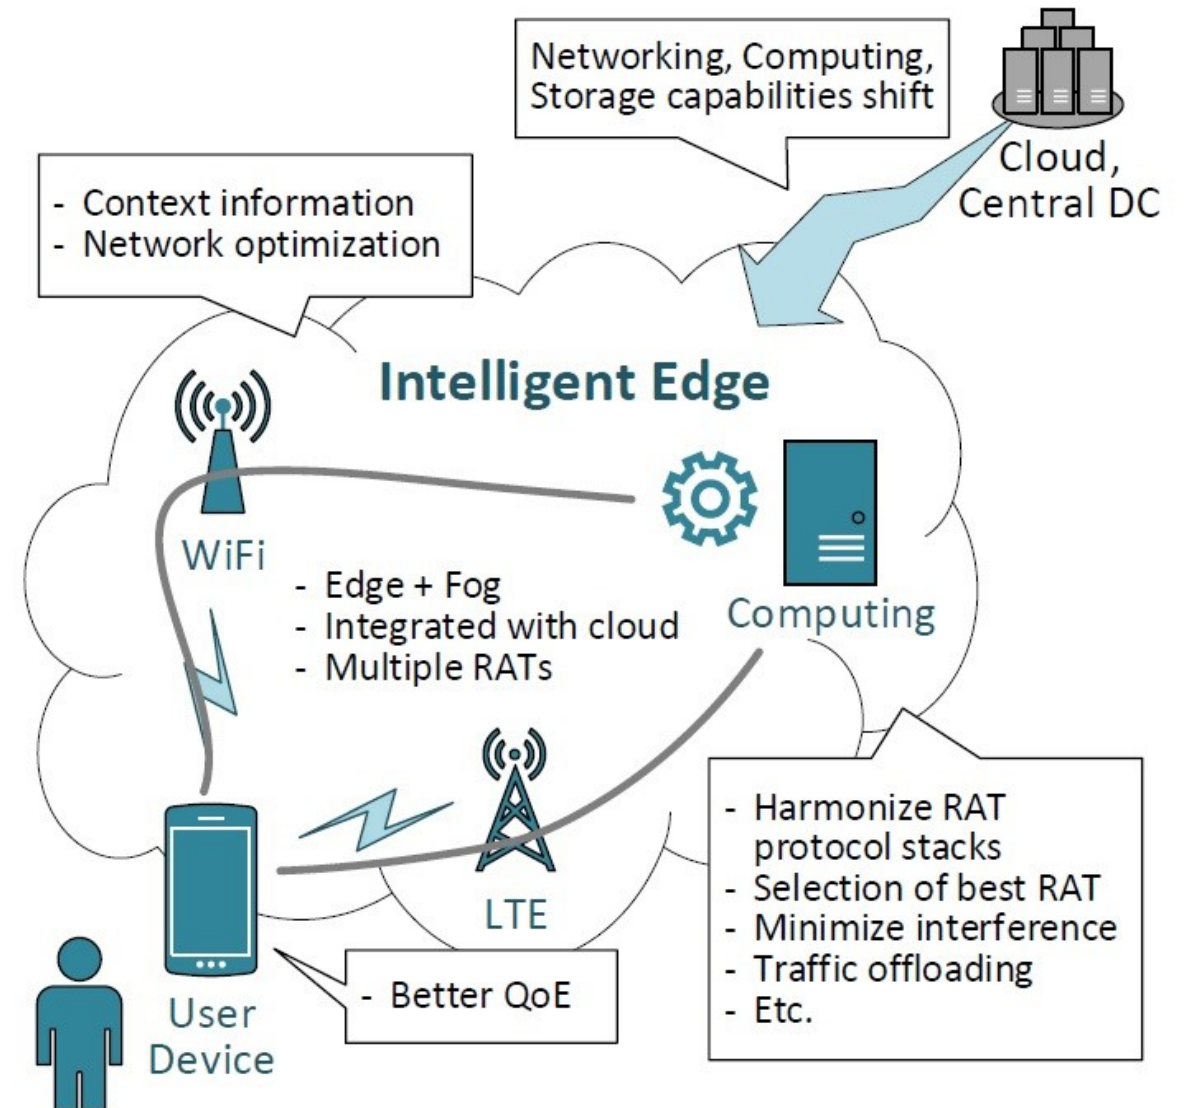 Networking, Computing,
Storage capabilities shift
Cloud,
Central DC
- Context information
- Network optimization
Intelligent Edge
WiFi
- Edge + Fog
- Integrated with cloud
- Multiple RATs
Computing
- Harmonize RAT
protocol stacks
- Selection of best RAT
- Minimize interference
- Traffic offloading
- Etc.
LTE
- Better QoE
User
Device